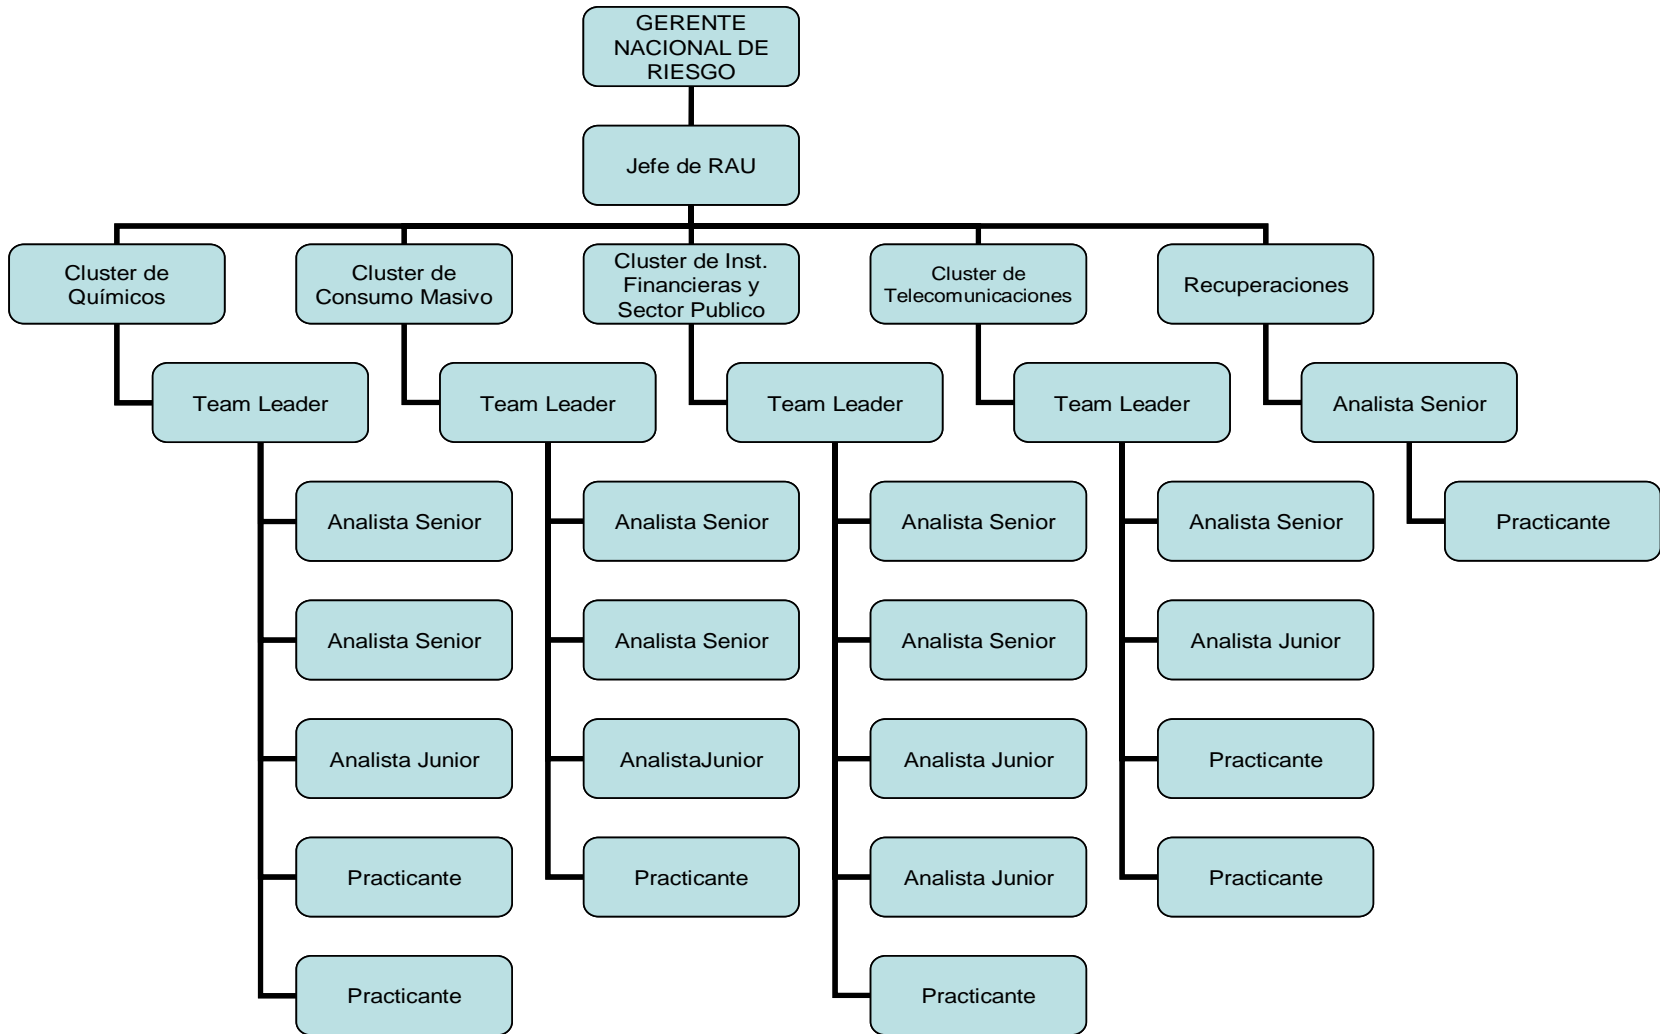 GERENTE
NACIONAL DE
RIESGO
Jefe de RAU
Cluster de
Químicos
Cluster de
Consumo Masivo
Cluster de Inst.
Financieras y
Sector Publico
Cluster de
Telecomunicaciones
Recuperaciones
Team Leader
Team Leader
Team Leader
Team Leader
Analista Senior
Analista Senior
Analista Senior
Analista Senior
Analista Senior
Practicante
Analista Senior
Analista Senior
Analista Senior
Analista Junior
Analista Junior
AnalistaJunior
Analista Junior
Practicante
Practicante
Practicante
Analista Junior
Practicante
Practicante
Practicante